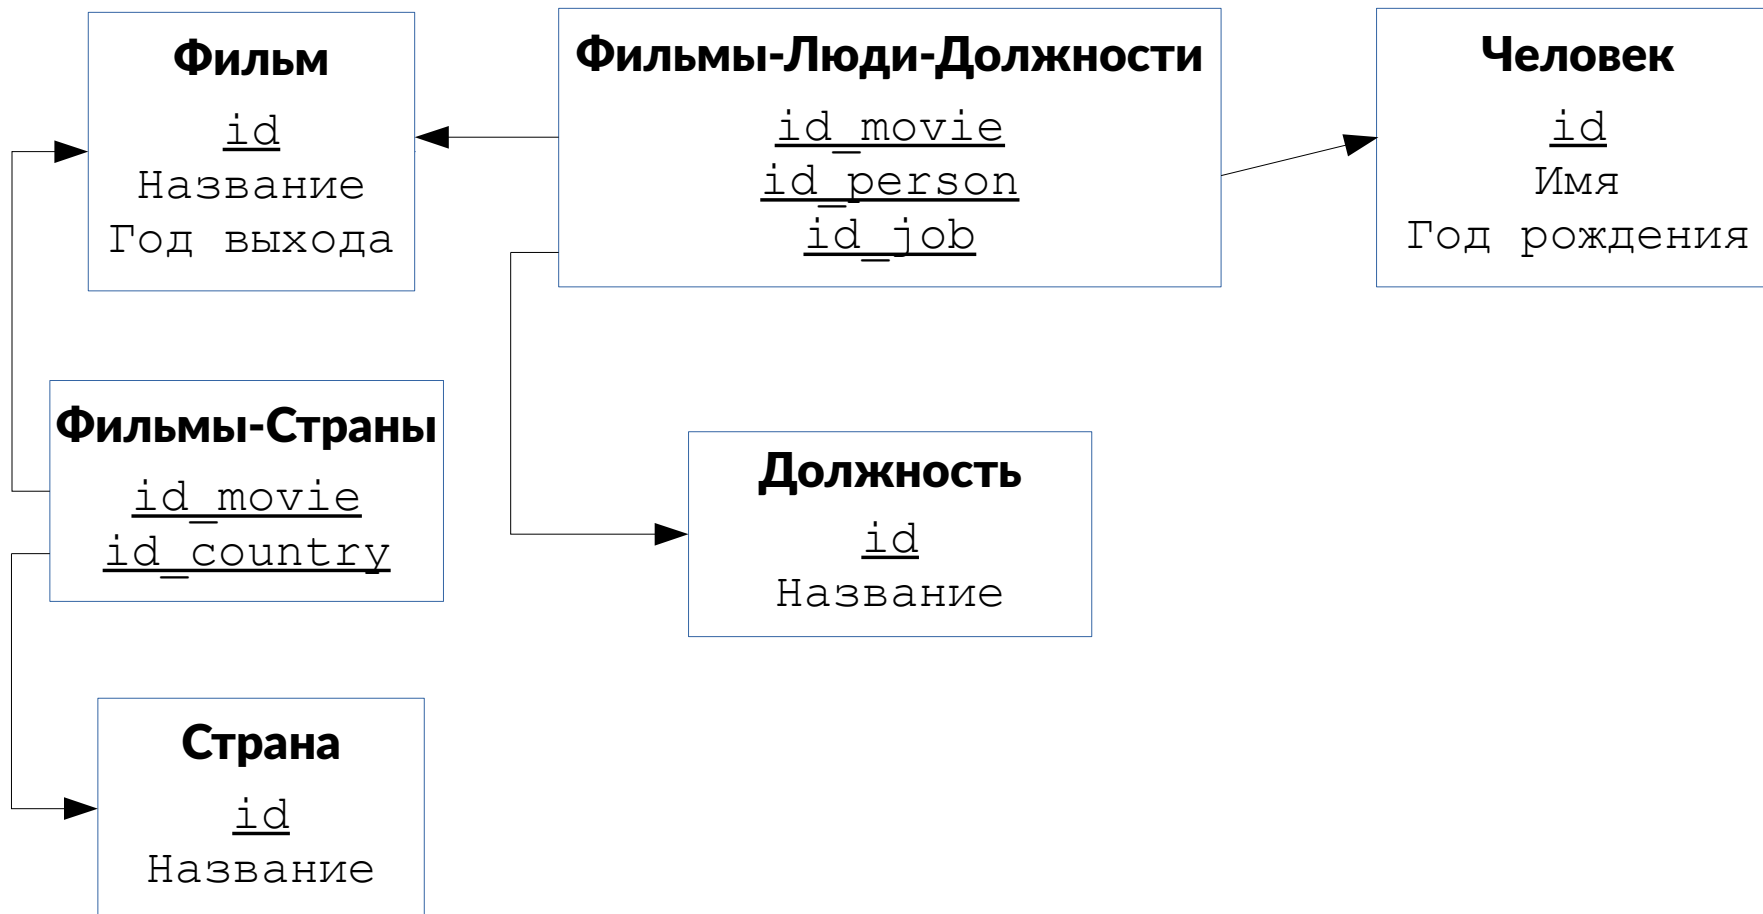 Фильм
id
Название
Год выхода
Фильмы-Люди-Должности
id_movie
id_person
id_job
Человек
id
Имя
Год рождения
Фильмы-Страны
id_movie
id_country
Должность
id
Название
Страна
id
Название